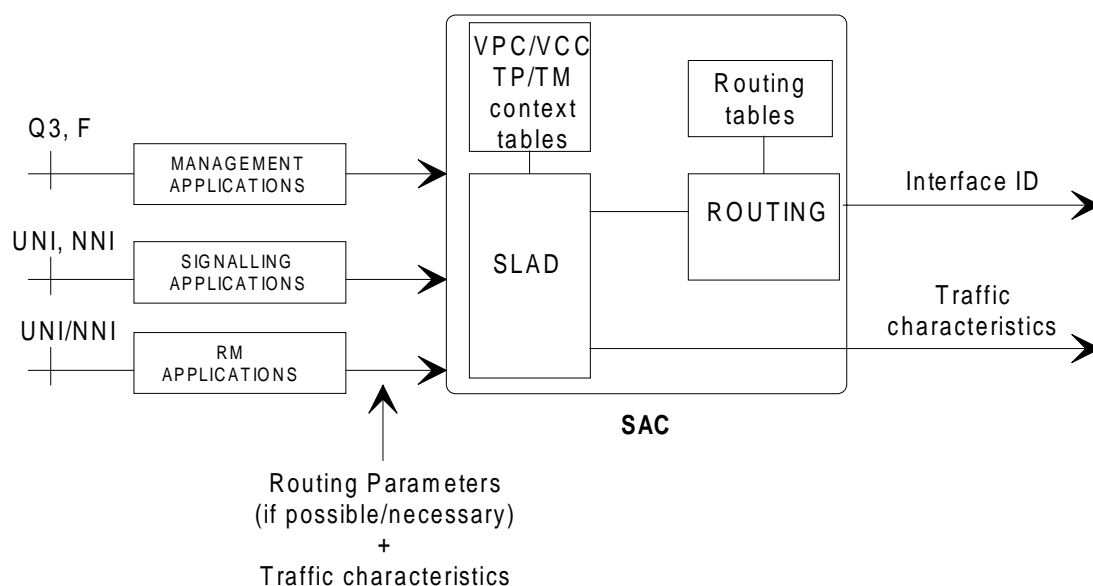 VPC/VCC
TP/TM
context
tables
Routing
tables
Q3, F
MANAGEMENT
APPLICATIONS
Interface ID
ROUTING
UNI, NNI
SIGNALLING
APPLICATIONS
SLAD
Traffic
characteristics
UNI/NNI
RM
APPLICATIONS
SAC
Routing Parameters
(if possible/necessary)
+
Traffic characteristics